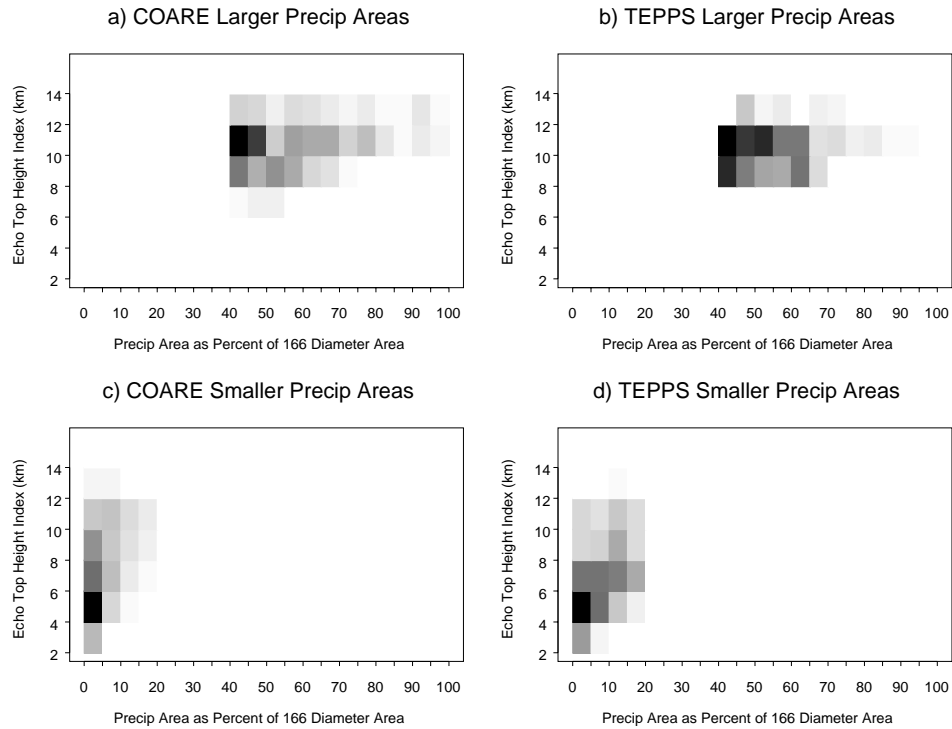 a) COARE Larger Precip Areas
Echo Top Height Index (km)
14
12
10
8
6
4
2
0 10 20 30 40 50 60 70 80 90 100
Precip Area as Percent of 166 Diameter Area
b) TEPPS Larger Precip Areas
Echo Top Height Index (km)
14
12
10
8
6
4
2
0 10 20 30 40 50 60 70 80 90 100
Precip Area as Percent of 166 Diameter Area
c) COARE Smaller Precip Areas
Echo Top Height Index (km)
14
12
10
8
6
4
2
0 10 20 30 40 50 60 70 80 90 100
Precip Area as Percent of 166 Diameter Area
d) TEPPS Smaller Precip Areas
Echo Top Height Index (km)
14
12
10
8
6
4
2
0 10 20 30 40 50 60 70 80 90 100
Precip Area as Percent of 166 Diameter Area